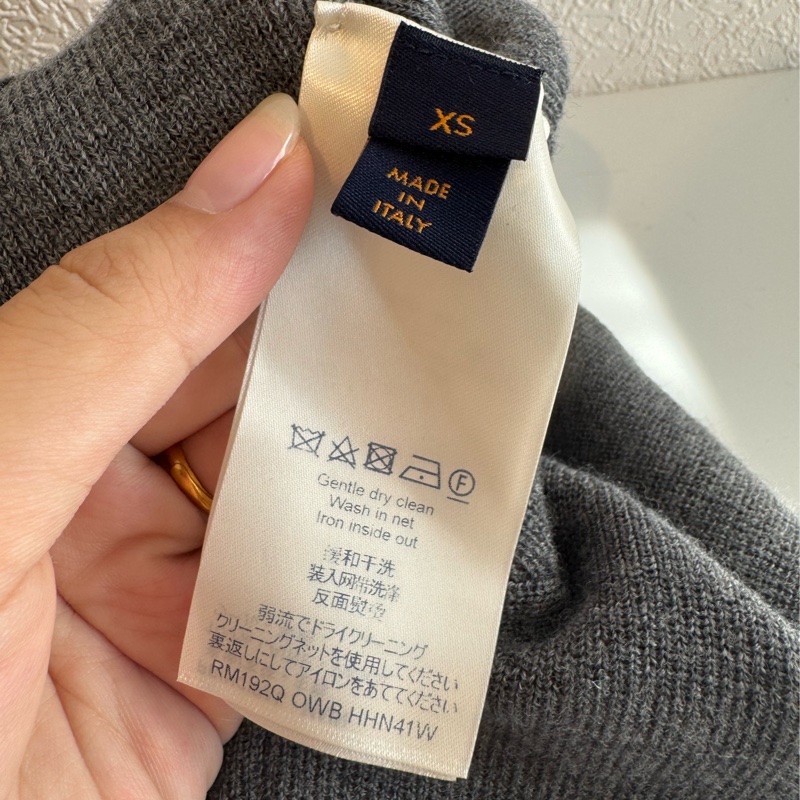 XS
MADE
IN
ITALY
F
Gentle dry clean
Wash in net
Iron inside out
缓和干洗
装入网带洗涤
反面熨烫
弱流でドライクリーニング
クリーニングネットを使用してください
裏返しにしてアイロンをあててください
RM192Q OWB HHN41W